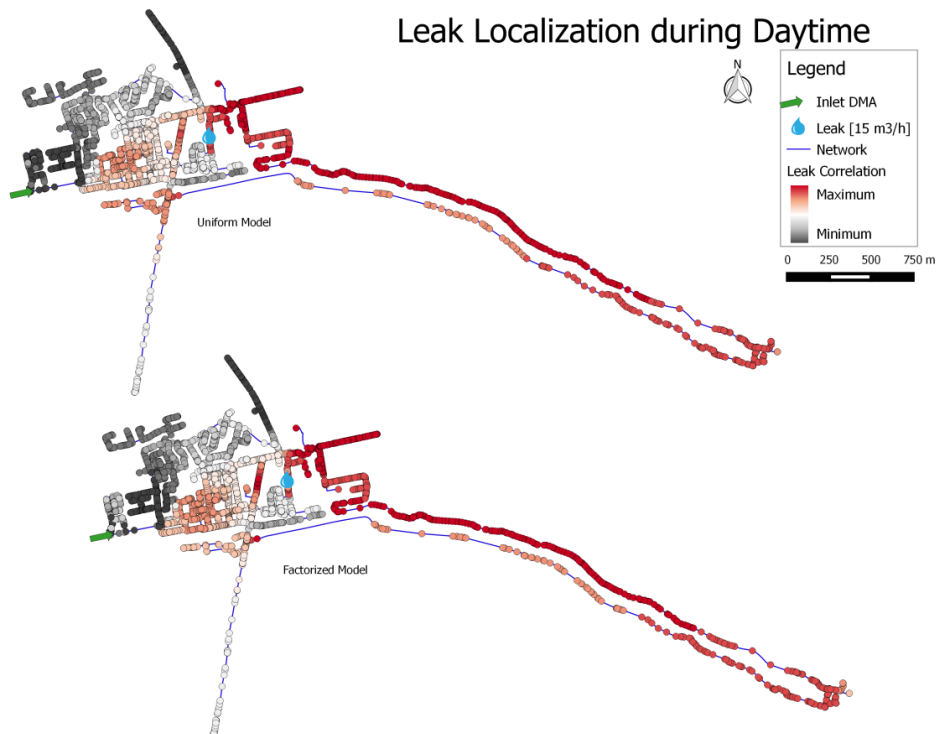 Leak Localization during Daytime
N
Legend
Inlet DMA
Leak [15 m3/h]
Network
Leak Correlation
Maximum
Minimum
0 250 500 750 m
Uniform Model
Factorized Model